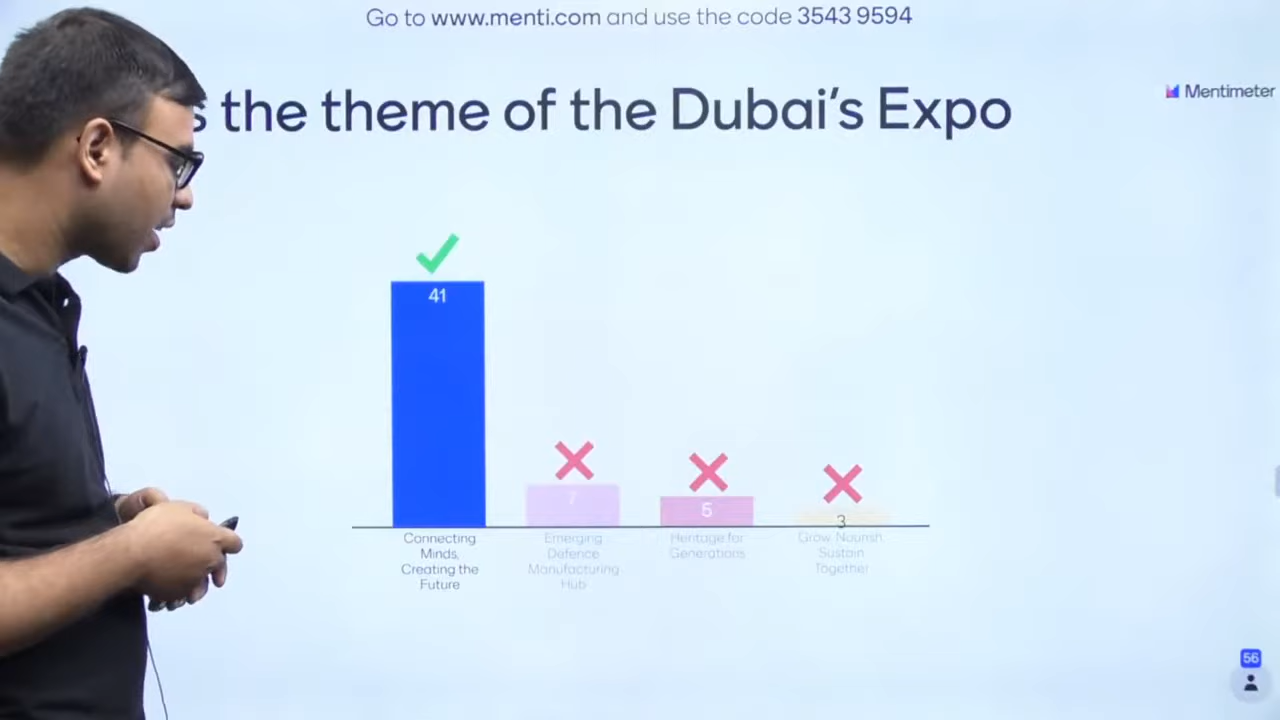 Go to www.menti.com and use the code 3543 9594
Mentimeter
s the theme of the Dubai's Expo
41
7
5
3
Connecting
Minds,
Creating the
Future
Emerging
Defence
Manufacturing
Hub
Heritage for
Generations
Grow, Nourish,
Sustain
Together
56